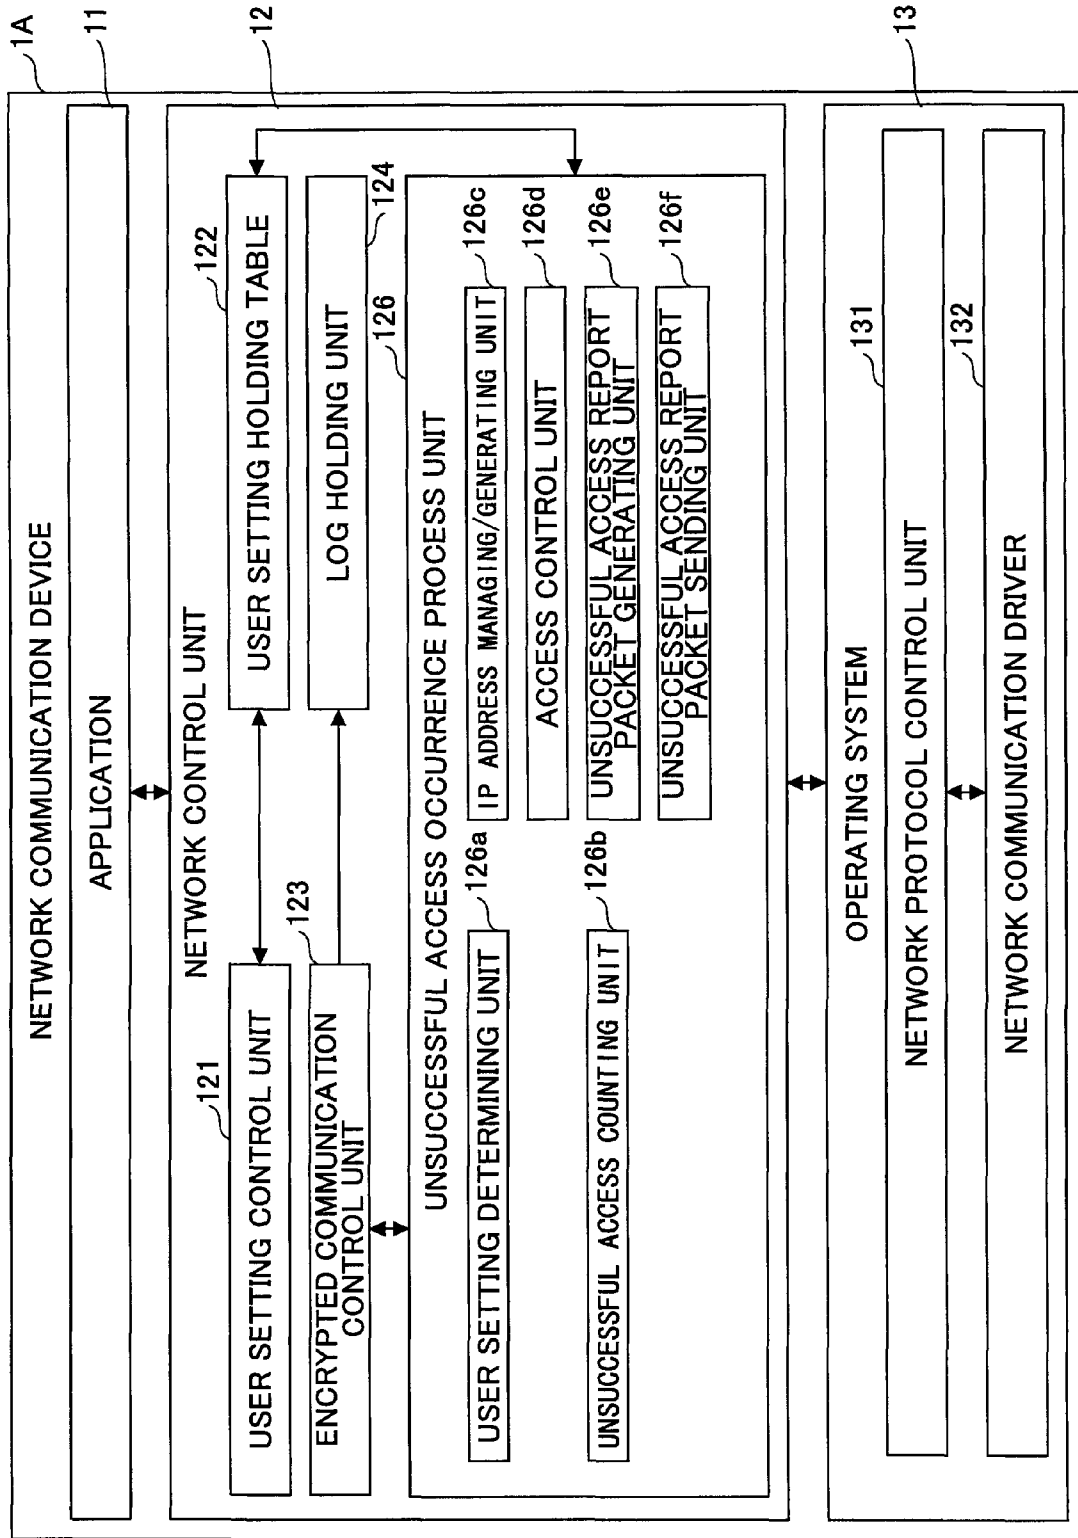 1A
NETWORK COMMUNICATION DEVICE
11
APPLICATION
12
NETWORK CONTROL UNIT
121
USER SETTING CONTROL UNIT
122
USER SETTING HOLDING TABLE
123
ENCRYPTED COMMUNICATION
CONTROL UNIT
124
LOG HOLDING UNIT
126
UNSUCCESSFUL ACCESS OCCURRENCE PROCESS UNIT
126a
USER SETTING DETERMINING UNIT
126b
UNSUCCESSFUL ACCESS COUNTING UNIT
126c
IP ADDRESS MANAGING/GENERATING UNIT
126d
ACCESS CONTROL UNIT
126e
UNSUCCESSFUL ACCESS REPORT
PACKET GENERATING UNIT
126f
UNSUCCESSFUL ACCESS REPORT
PACKET SENDING UNIT
13
OPERATING SYSTEM
131
NETWORK PROTOCOL CONTROL UNIT
132
NETWORK COMMUNICATION DRIVER